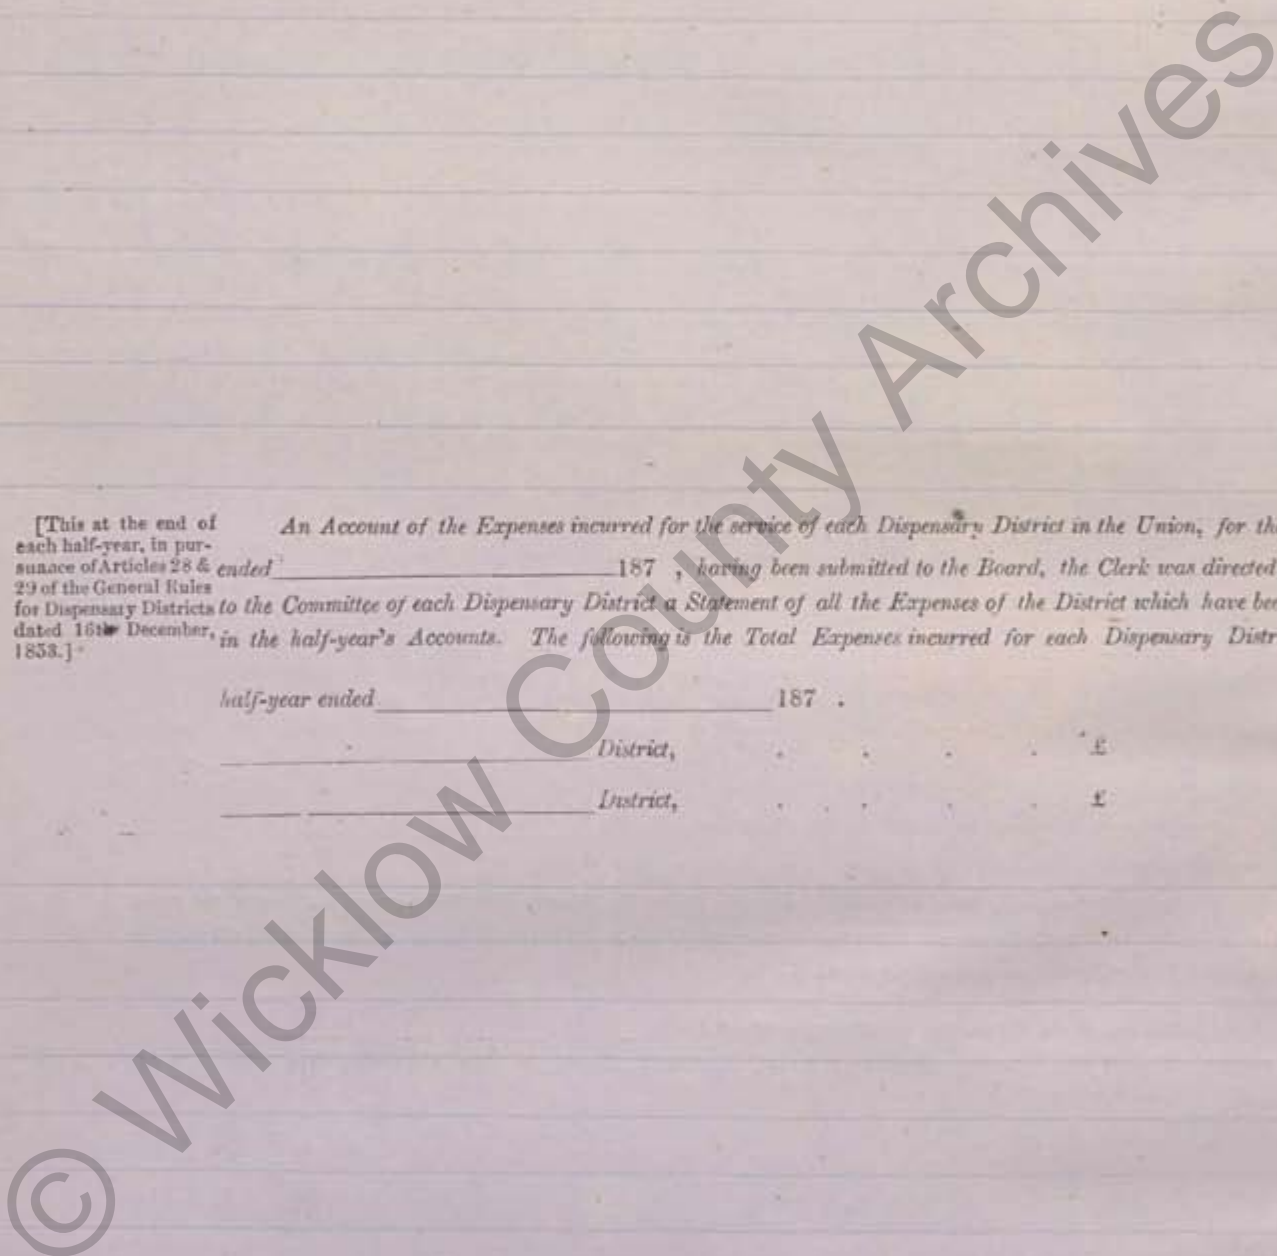 [This at the end of
each half-year, in pur-
suance of Articles 28 &
29 of the General Rules
for Dispensary Districts
dated 16th December,
1853.]
An Account of the Expenses incurred for the service of each Dispensary District in the Union, for th
ended 187 , having been submitted to the Board, the Clerk was directed
to the Committee of each Dispensary District a Statement of all the Expenses of the District which have bee
in the half-year's Accounts. The following is the Total Expenses incurred for each Dispensary Distr
half-year ended 187 .
District, . . . . £
District, . . . . £
© Wicklow County Archives